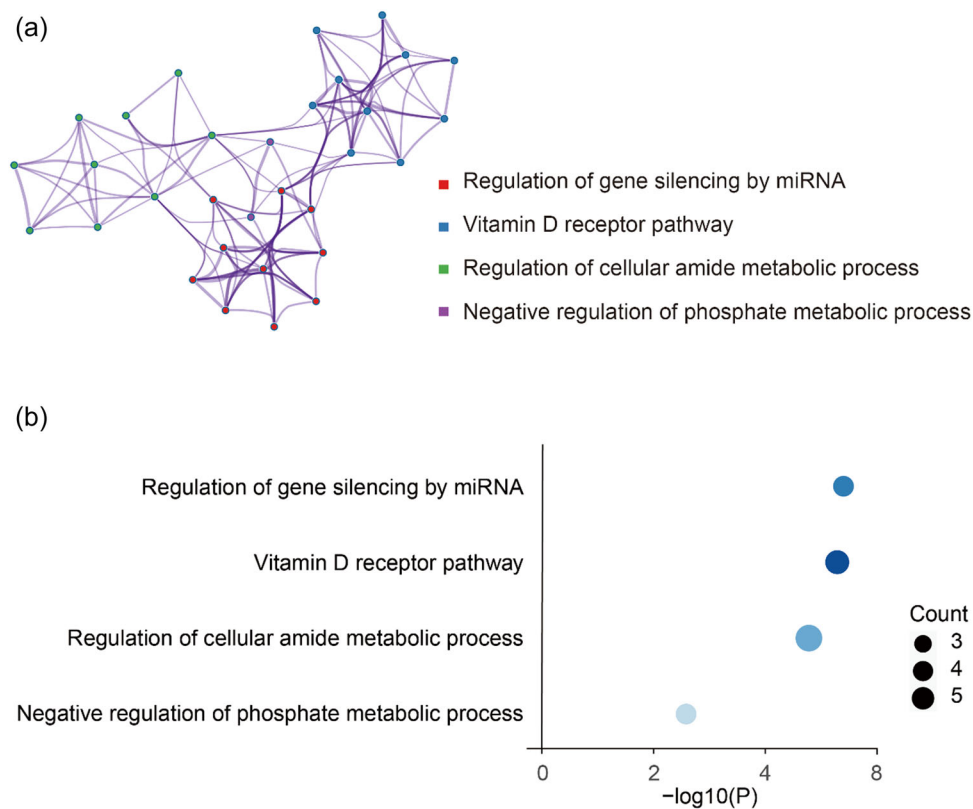 (a)
Regulation of gene silencing by miRNA
Vitamin D receptor pathway
Regulation of cellular amide metabolic process
Negative regulation of phosphate metabolic process
(b)
Regulation of gene silencing by miRNA
Vitamin D receptor pathway
Regulation of cellular amide metabolic process
Negative regulation of phosphate metabolic process
Count
3
4
5
0 2 4 8
−log10(P)